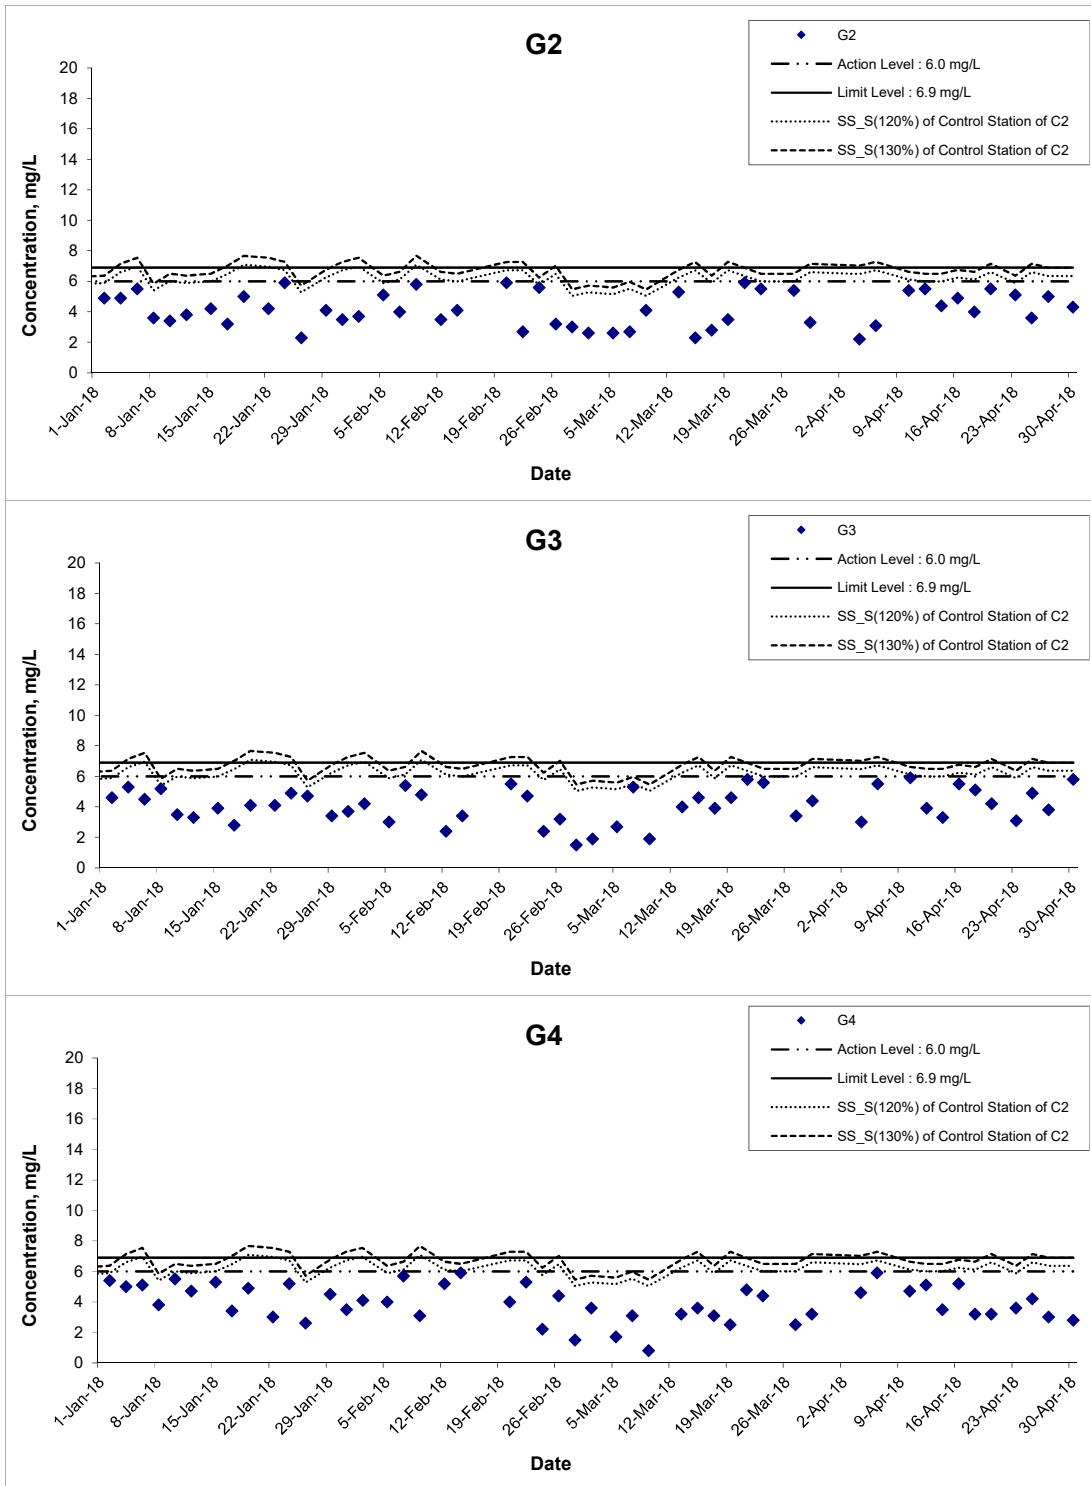 G2
G2
Action Level : 6.0 mg/L
Limit Level : 6.9 mg/L
SS_S(120%) of Control Station of C2
SS_S(130%) of Control Station of C2
Concentration, mg/L
20
18
16
14
12
10
8
6
4
2
0
1-Jan-18
8-Jan-18
15-Jan-18
22-Jan-18
29-Jan-18
5-Feb-18
12-Feb-18
19-Feb-18
26-Feb-18
5-Mar-18
12-Mar-18
19-Mar-18
26-Mar-18
2-Apr-18
9-Apr-18
16-Apr-18
23-Apr-18
30-Apr-18
Date
G3
G3
Action Level : 6.0 mg/L
Limit Level : 6.9 mg/L
SS_S(120%) of Control Station of C2
SS_S(130%) of Control Station of C2
Concentration, mg/L
20
18
16
14
12
10
8
6
4
2
0
1-Jan-18
8-Jan-18
15-Jan-18
22-Jan-18
29-Jan-18
5-Feb-18
12-Feb-18
19-Feb-18
26-Feb-18
5-Mar-18
12-Mar-18
19-Mar-18
26-Mar-18
2-Apr-18
9-Apr-18
16-Apr-18
23-Apr-18
30-Apr-18
Date
G4
G4
Action Level : 6.0 mg/L
Limit Level : 6.9 mg/L
SS_S(120%) of Control Station of C2
SS_S(130%) of Control Station of C2
Concentration, mg/L
20
18
16
14
12
10
8
6
4
2
0
1-Jan-18
8-Jan-18
15-Jan-18
22-Jan-18
29-Jan-18
5-Feb-18
12-Feb-18
19-Feb-18
26-Feb-18
5-Mar-18
12-Mar-18
19-Mar-18
26-Mar-18
2-Apr-18
9-Apr-18
16-Apr-18
23-Apr-18
30-Apr-18
Date